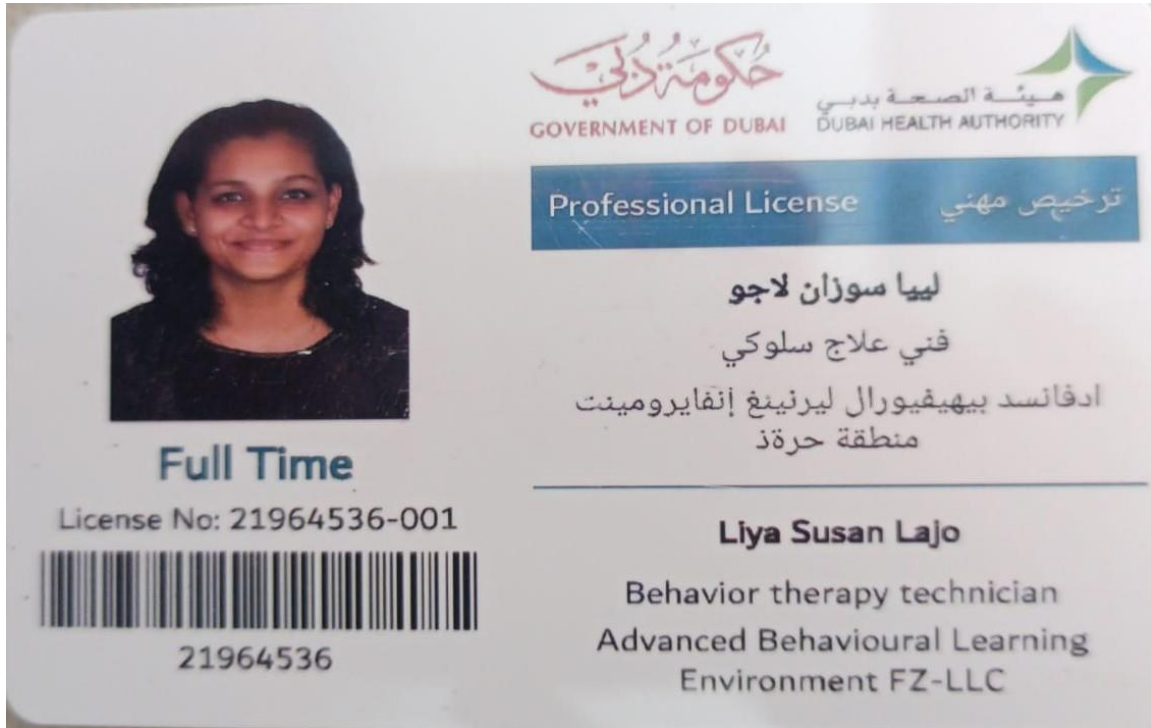 حكومة دبي
GOVERNMENT OF DUBAI
هيئة الصحة بدبي
DUBAI HEALTH AUTHORITY
Professional License ترخيص مهني
لييا سوزان لاجو
فني علاج سلوكي
ادفانسد بيهيفيورال ليرنينغ إنفايرومينت
منطقة حرةذ
Full Time
License No: 21964536-001
21964536
Liya Susan Lajo
Behavior therapy technician
Advanced Behavioural Learning
Environment FZ-LLC